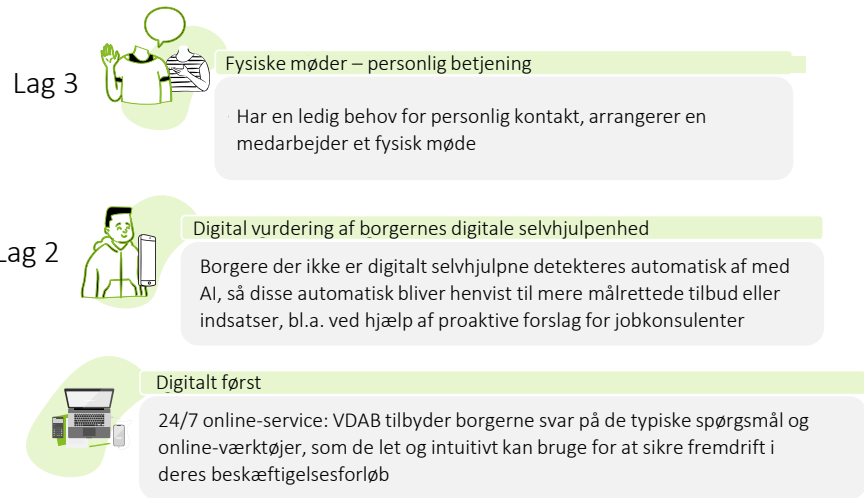 Lag 3
Fysiske møder – personlig betjening
Har en ledig behov for personlig kontakt, arrangerer en
medarbejder et fysisk møde
Lag 2
Digital vurdering af borgernes digitale selvhjulpenhed
Borgere der ikke er digitalt selvhjulpne detekteres automatisk af med
AI, så disse automatisk bliver henvist til mere målrettede tilbud eller
indsatser, bl.a. ved hjælp af proaktive forslag for jobkonsulenter
Digitalt først
24/7 online-service: VDAB tilbyder borgerne svar på de typiske spørgsmål og
online-værktøjer, som de let og intuitivt kan bruge for at sikre fremdrift i
deres beskæftigelsesforløb